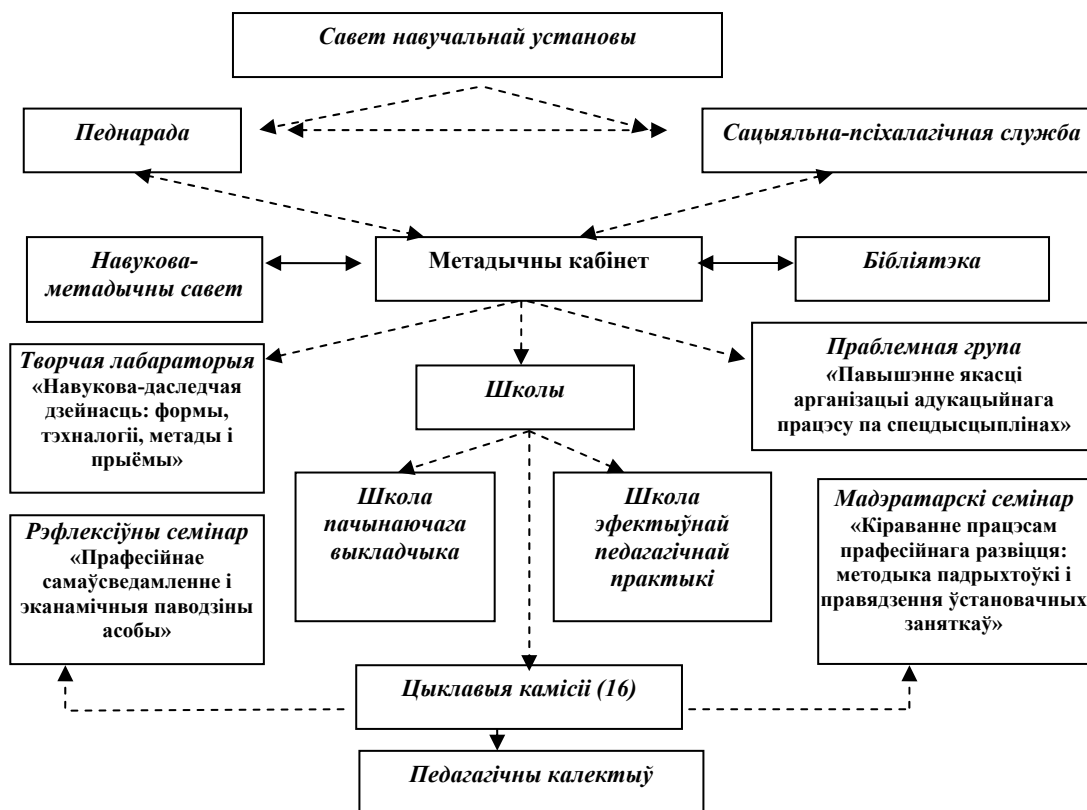 Савет навучальнай установы
Педнарада
Сацыяльна-псіхалагічная служба
Навукова-
метадычны савет
Метадычны кабінет
Бібліятэка
Творчая лабараторыя
«Навукова-даследчая
дзейнасць: формы,
тэхналогіі, метады і
прыёмы»
Школы
Праблемная група
«Павышэнне якасці
арганізацыі адукацыйнага
працэсу па спецдысцыплінах»
Рэфлексіўны семінар
«Прафесійнае
самаўсведамленне і
эканамічныя паводзіны
асобы»
Школа
пачынаючага
выкладчыка
Школа
эфектыўнай
педагагічнай
практыкі
Мадэратарскі семінар
«Кіраванне працэсам
прафесійнага развіцця:
методыка падрыхтоўкі і
правядзення ўстановачных
заняткаў»
Цыклавыя камісіі (16)
Педагагічны калектыў